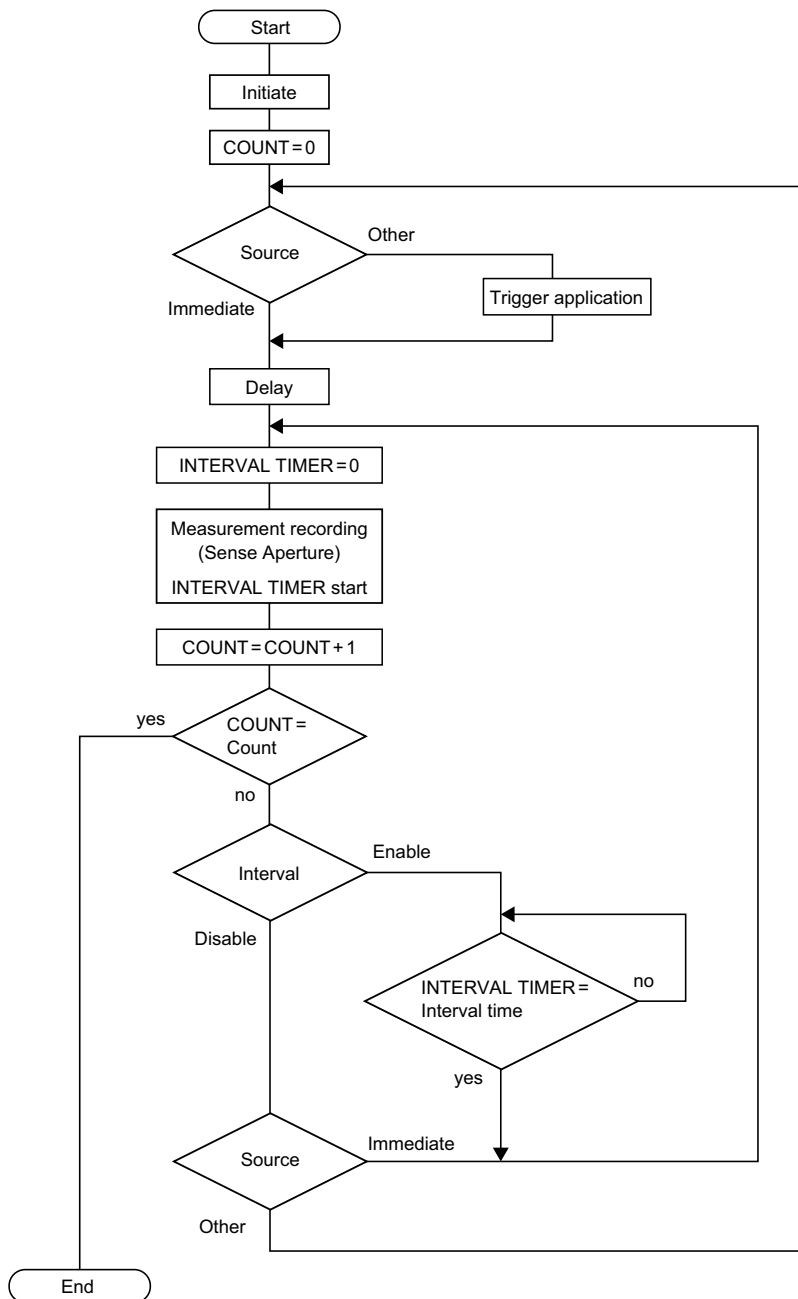 Start
Initiate
COUNT=0
Source
Other
Immediate
Trigger application
Delay
INTERVAL TIMER=0
Measurement recording
(Sense Aperture)
INTERVAL TIMER start
COUNT=COUNT+1
yes
COUNT=
Count
no
Interval
Enable
Disable
INTERVAL TIMER=
Interval time
no
yes
Source
Immediate
Other
End